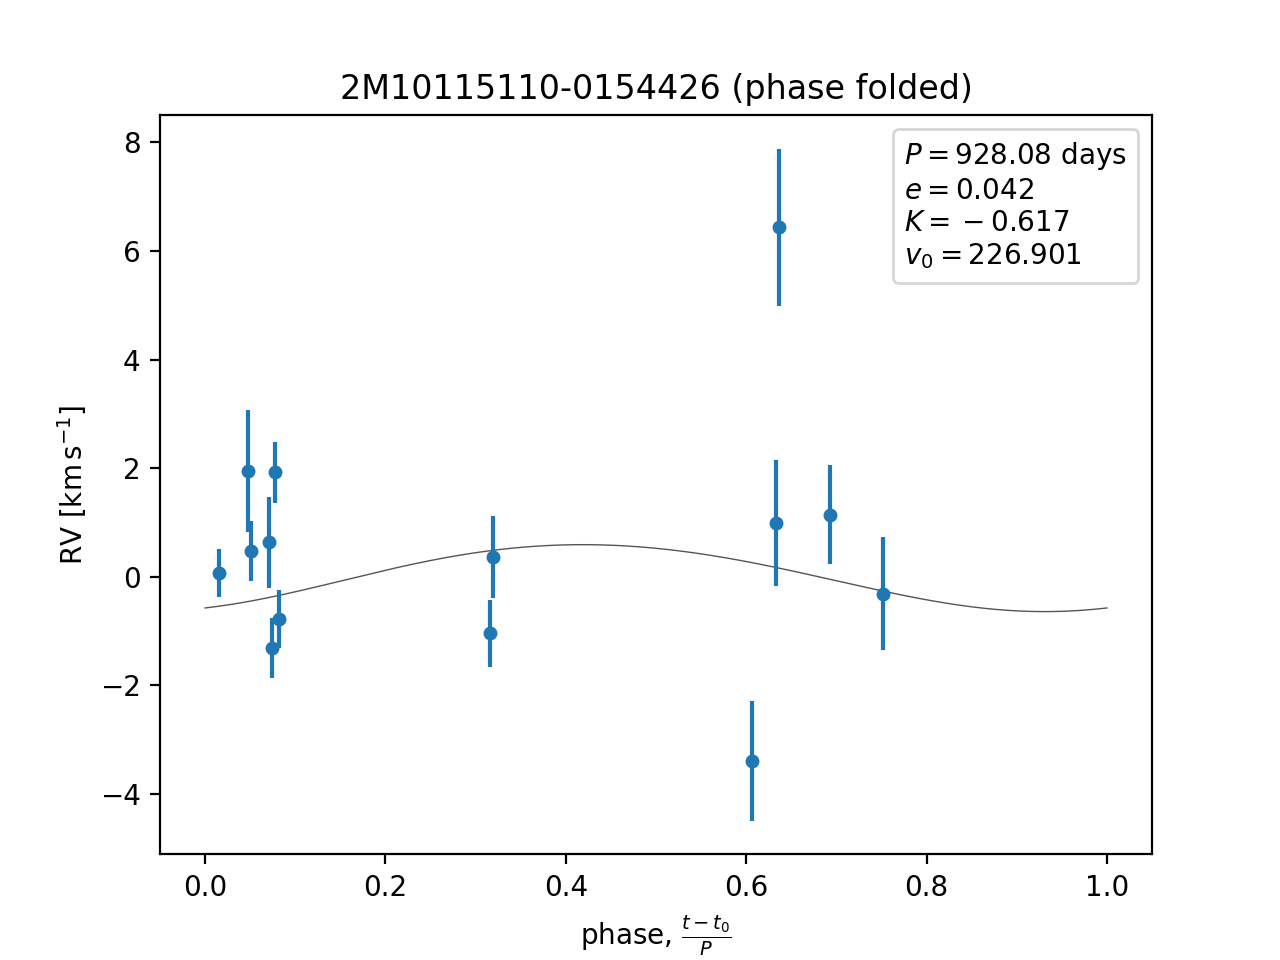 2M10115110-0154426 (phase folded)
P = 928.08 days
e = 0.042
K = −0.617
v₀ = 226.901
RV [km s⁻¹]
8
6
4
2
0
−2
−4
0.0 0.2 0.4 0.6 0.8 1.0
phase, (t − t₀)/P